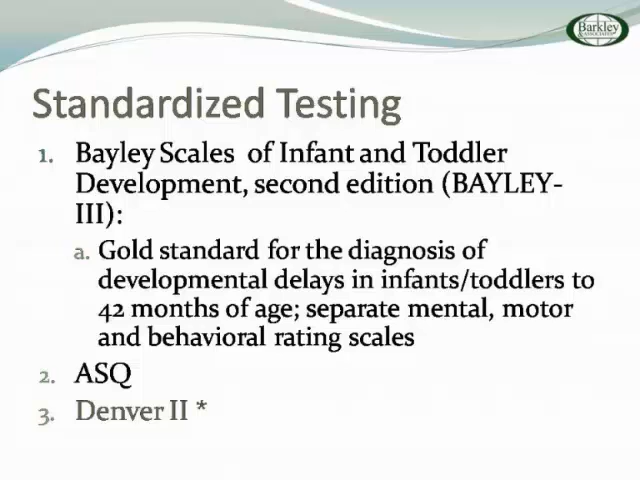 Barkley
& ASSOCIATES
Standardized Testing
1. Bayley Scales of Infant and Toddler
Development, second edition (BAYLEY-
III):
a. Gold standard for the diagnosis of
developmental delays in infants/toddlers to
42 months of age; separate mental, motor
and behavioral rating scales
2. ASQ
3. Denver II *